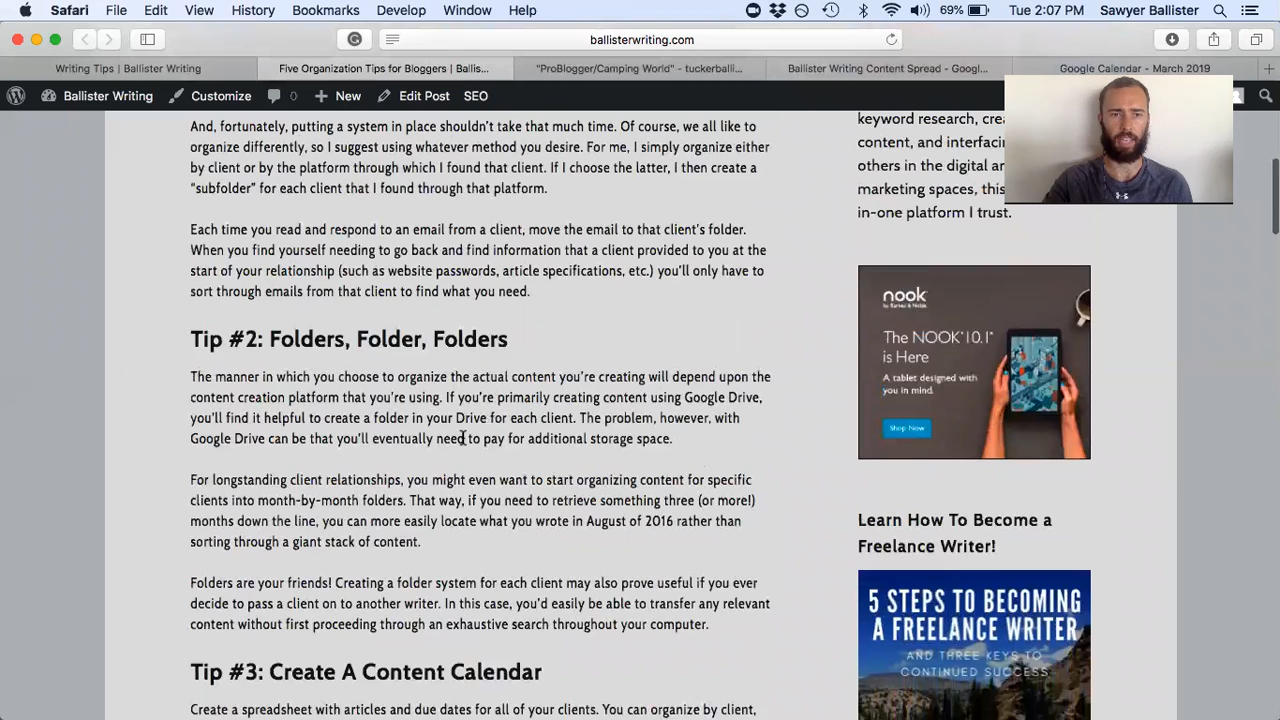 Safari File Edit View History Bookmarks Develop Window Help 69% Tue 2:07 PM Sawyer Ballister
ballisterwriting.com
Writing Tips | Ballister Writing
Five Organization Tips for Bloggers | Ballis...
"ProBlogger/Camping World" - tuckerballi...
Ballister Writing Content Spread - Googl...
Google Calendar - March 2019
Ballister Writing Customize 0 New Edit Post SEO
And, fortunately, putting a system in place shouldn't take that much time. Of course, we all like to
organize differently, so I suggest using whatever method you desire. For me, I simply organize either
by client or by the platform through which I found that client. If I choose the latter, I then create a
"subfolder" for each client that I found through that platform.
Each time you read and respond to an email from a client, move the email to that client's folder.
When you find yourself needing to go back and find information that a client provided to you at the
start of your relationship (such as website passwords, article specifications, etc.) you'll only have to
sort through emails from that client to find what you need.
Tip #2: Folders, Folder, Folders
The manner in which you choose to organize the actual content you're creating will depend upon the
content creation platform that you're using. If you're primarily creating content using Google Drive,
you'll find it helpful to create a folder in your Drive for each client. The problem, however, with
Google Drive can be that you'll eventually need to pay for additional storage space.
For longstanding client relationships, you might even want to start organizing content for specific
clients into month-by-month folders. That way, if you need to retrieve something three (or more!)
months down the line, you can more easily locate what you wrote in August of 2016 rather than
sorting through a giant stack of content.
Folders are your friends! Creating a folder system for each client may also prove useful if you ever
decide to pass a client on to another writer. In this case, you'd easily be able to transfer any relevant
content without first proceeding through an exhaustive search throughout your computer.
Tip #3: Create A Content Calendar
Create a spreadsheet with articles and due dates for all of your clients. You can organize by client,
keyword research, crea
content, and interfacin
others in the digital ar
marketing spaces, this
in-one platform I trust.
nook
by Barnes & Noble
The NOOK 10.1"
is Here
A tablet designed with
you in mind.
Shop Now
Learn How To Become a
Freelance Writer!
5 STEPS TO BECOMING
A FREELANCE WRITER
AND THREE KEYS TO
CONTINUED SUCCESS